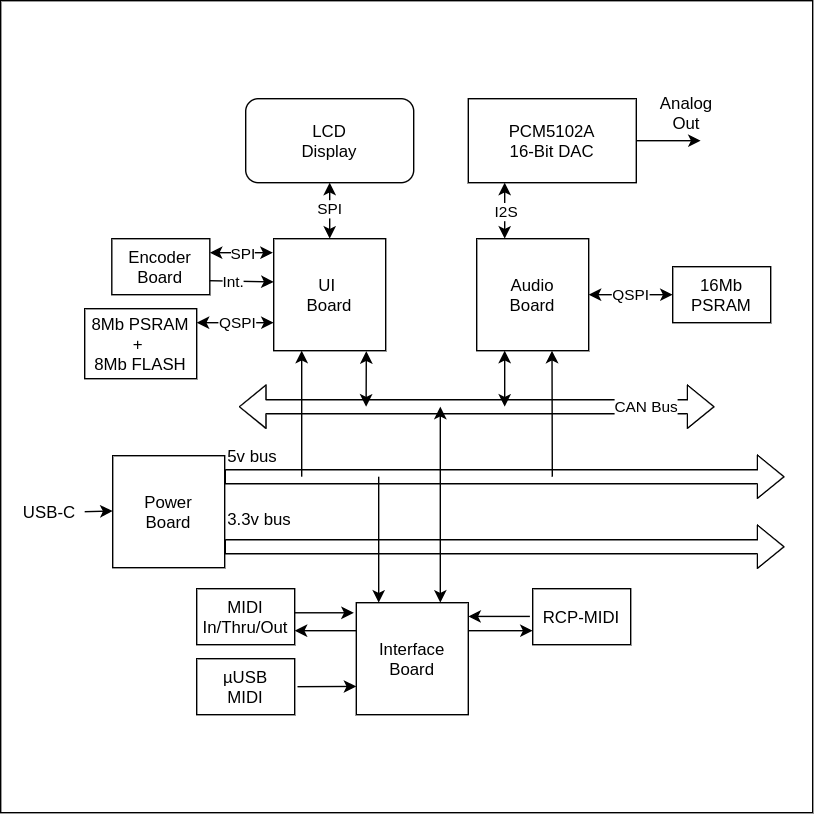 LCD
Display
PCM5102A
16-Bit DAC
Analog
Out
SPI
I2S
Encoder
Board
SPI
Int.
UI
Board
Audio
Board
QSPI
16Mb
PSRAM
8Mb PSRAM
+
8Mb FLASH
QSPI
CAN Bus
5v bus
USB-C
Power
Board
3.3v bus
MIDI
In/Thru/Out
Interface
Board
RCP-MIDI
µUSB
MIDI